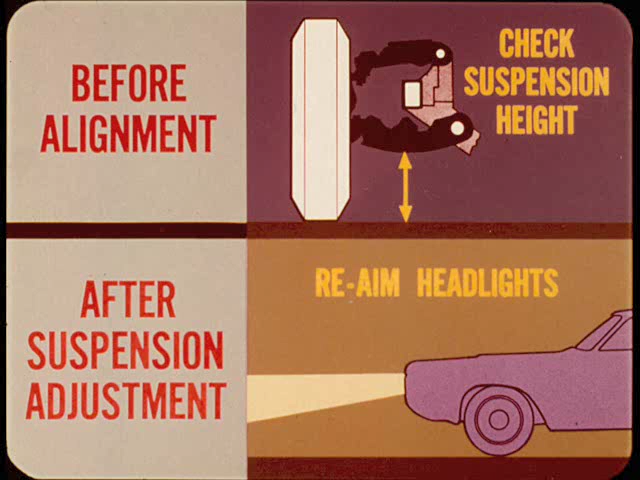 BEFORE
ALIGNMENT
CHECK
SUSPENSION
HEIGHT
AFTER
SUSPENSION
ADJUSTMENT
RE-AIM HEADLIGHTS